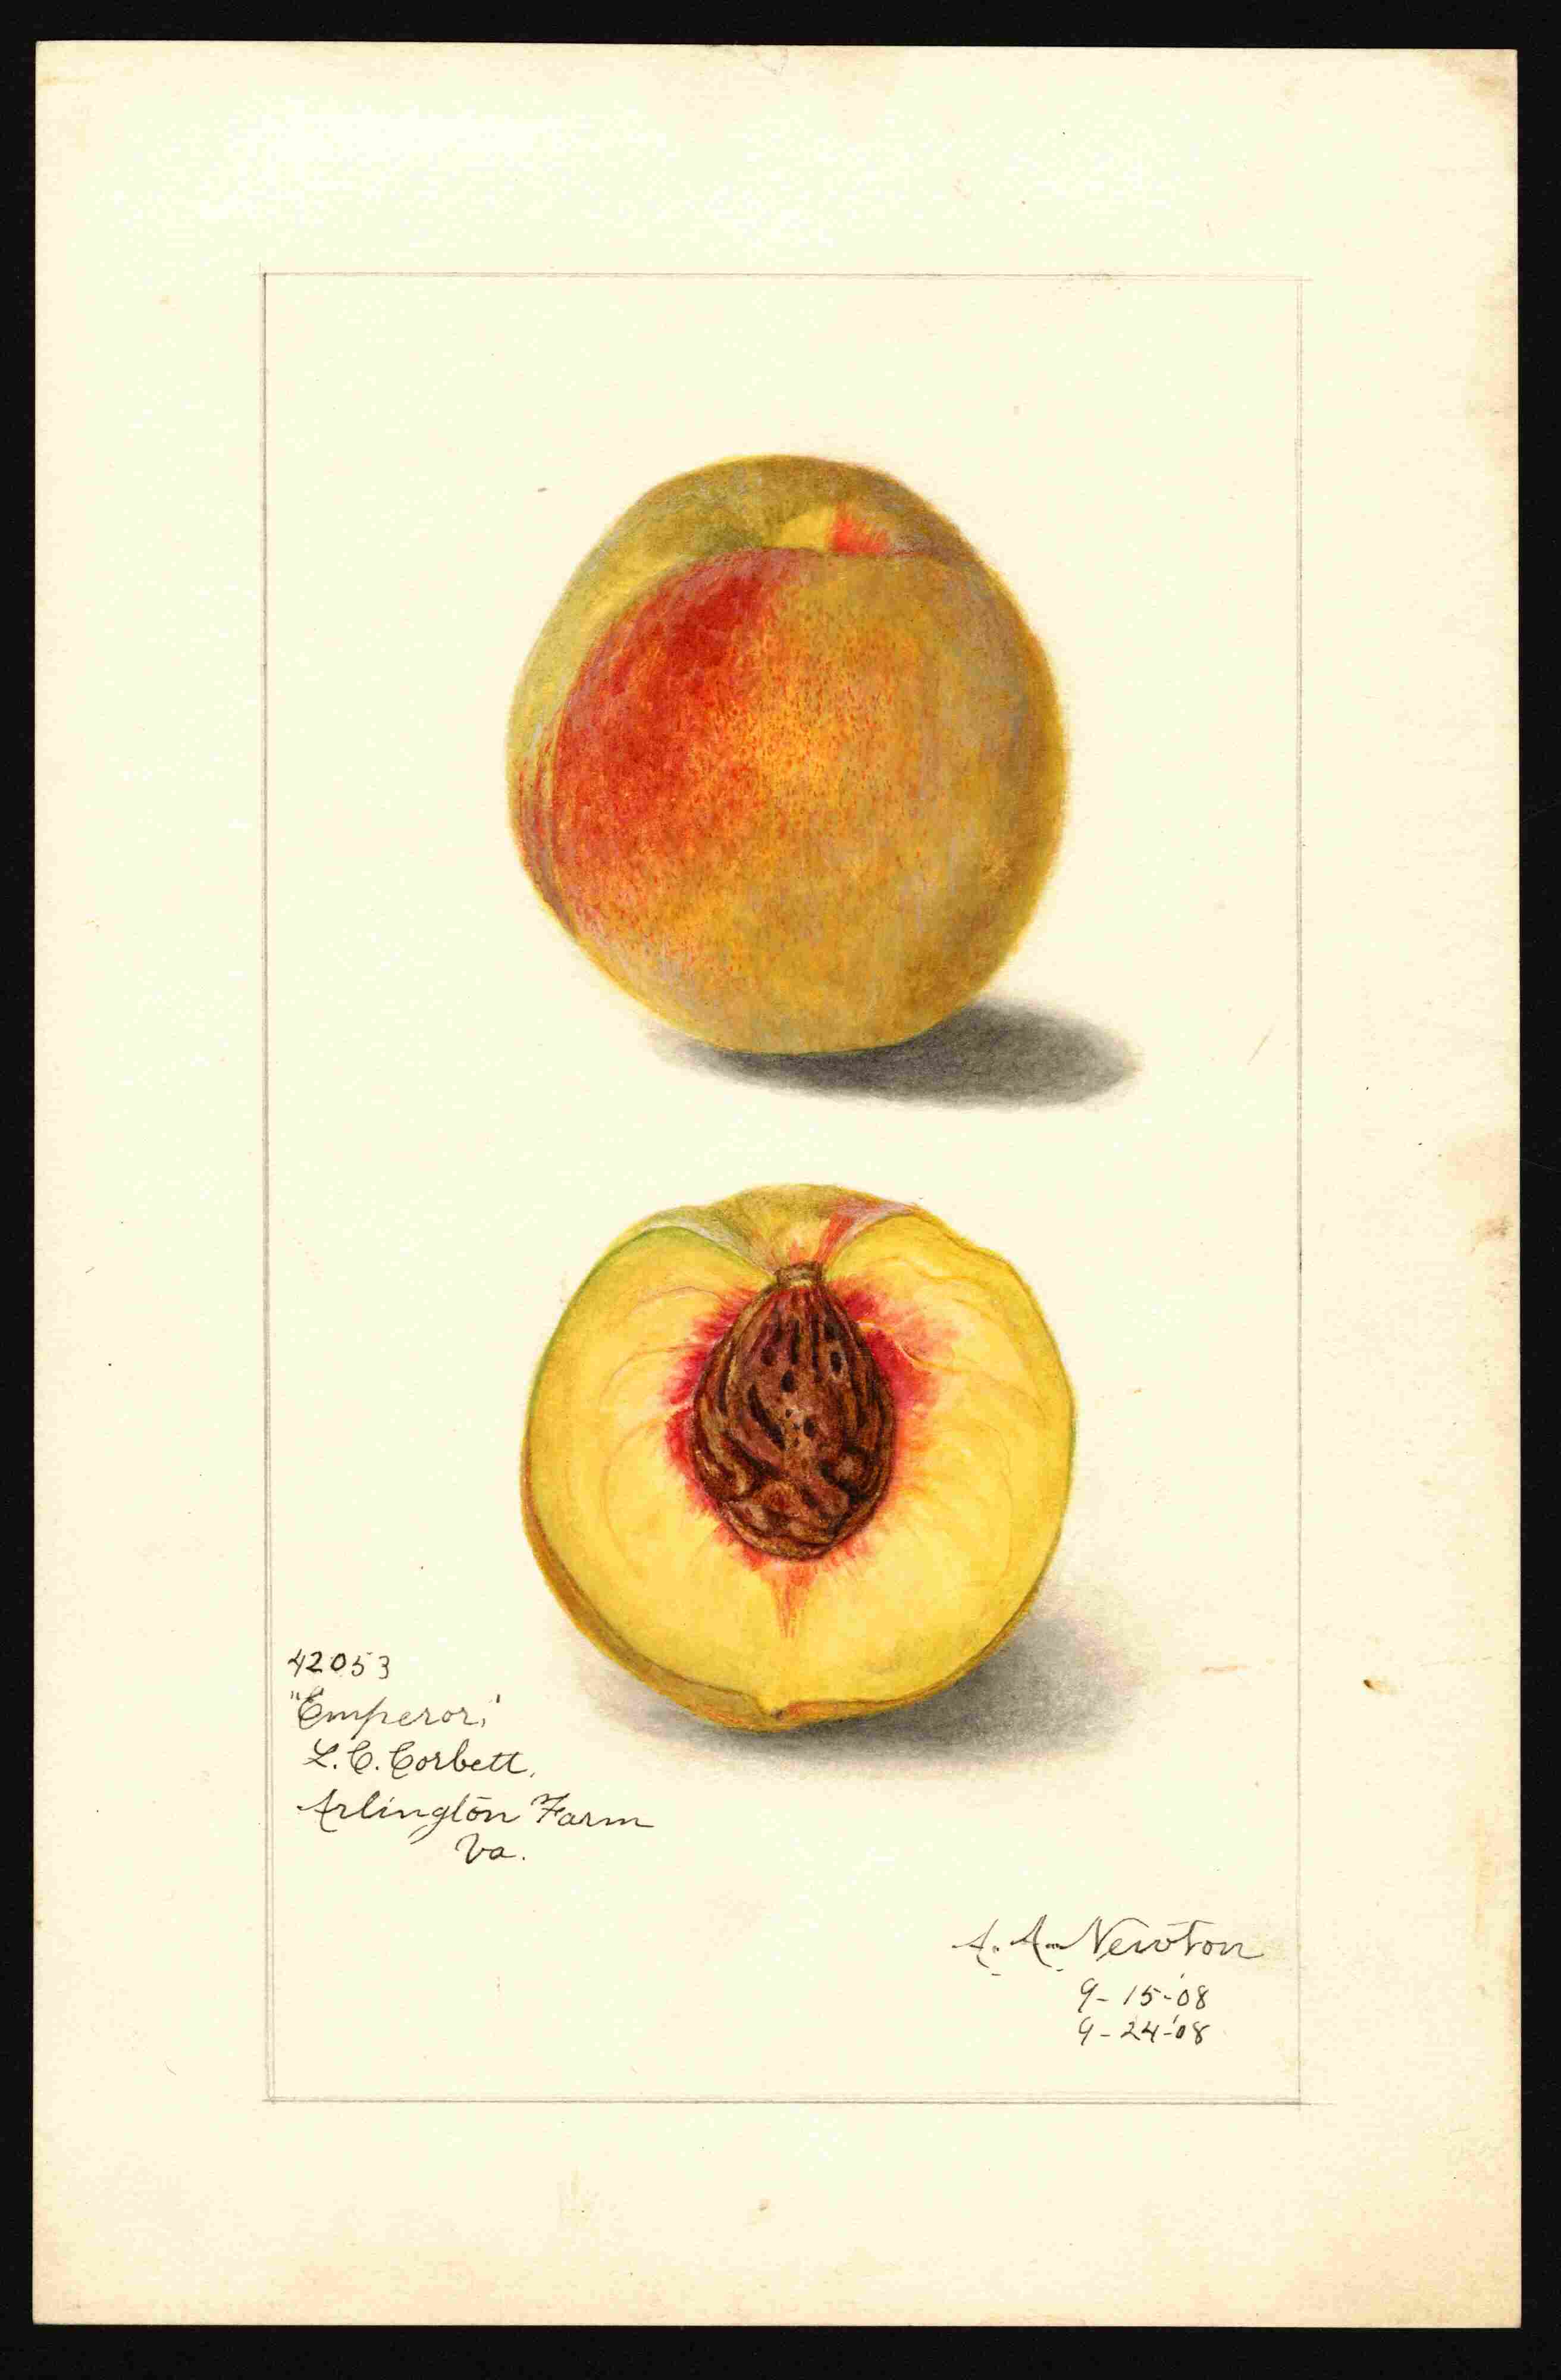 42053
"Emperor,"
L. C. Corbett,
Arlington Farm
Va.
A. A. Newton
9-15-'08
9-24-'08